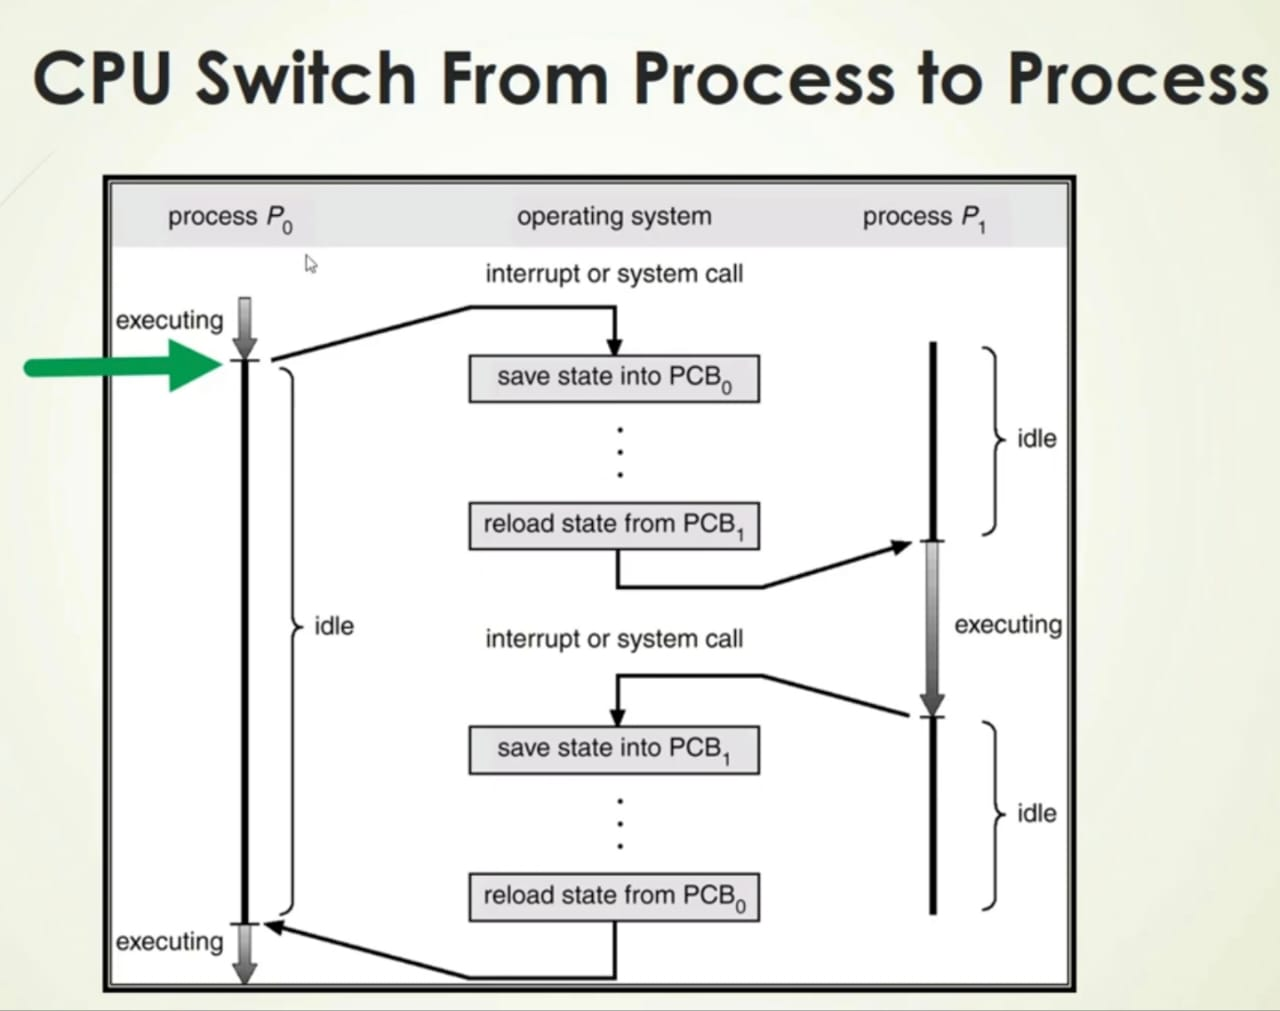 CPU Switch From Process to Process
process P0
operating system
process P1
interrupt or system call
executing
save state into PCB0
idle
reload state from PCB1
idle
executing
interrupt or system call
save state into PCB1
idle
reload state from PCB0
executing